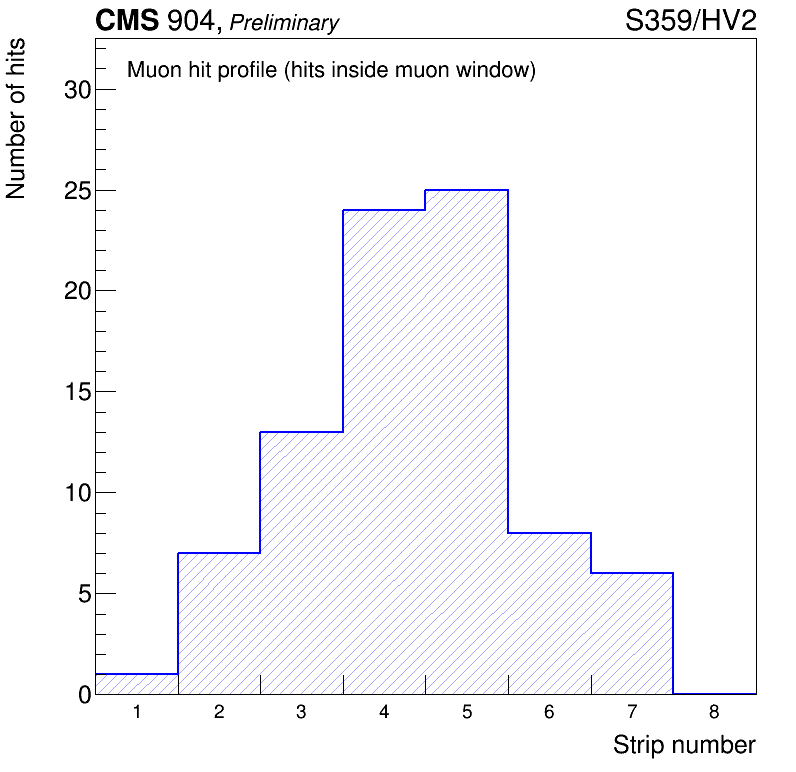 CMS 904, Preliminary S359/HV2
Number of hits
Muon hit profile (hits inside muon window)
30
25
20
15
10
5
0
1 2 3 4 5 6 7 8
Strip number